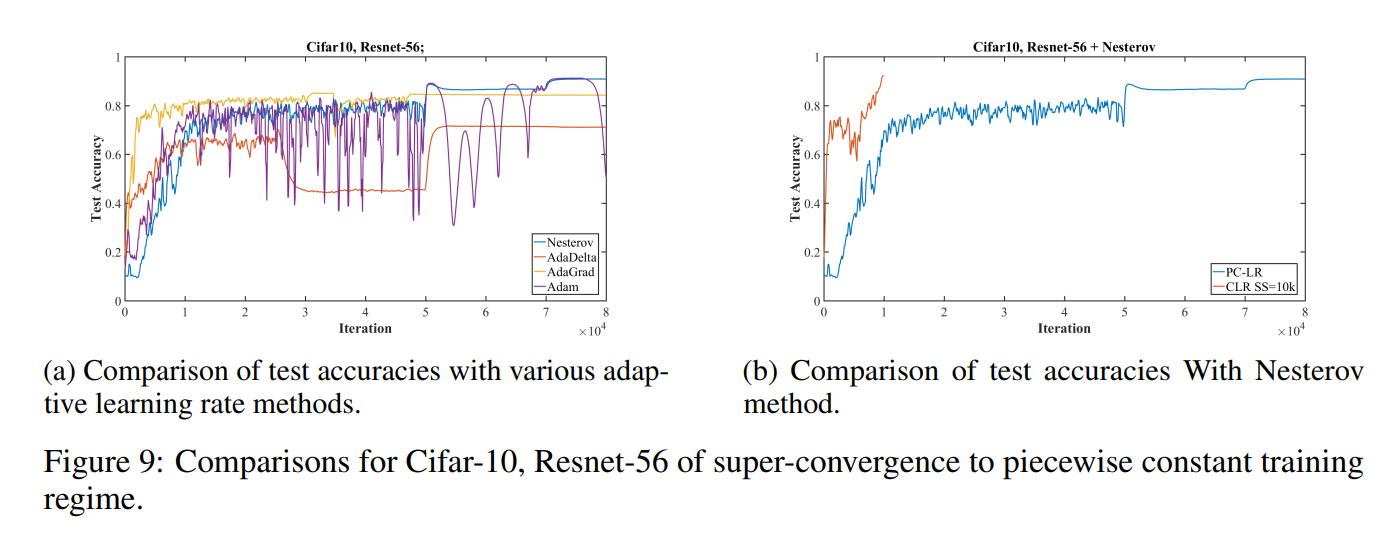 Cifar10, Resnet-56;
1
0.8
0.6
0.4
0.2
0
Test Accuracy
0 1 2 3 4 5 6 7 8
×10⁴
Iteration
Nesterov
AdaDelta
AdaGrad
Adam
(a) Comparison of test accuracies with various adap-
tive learning rate methods.
Cifar10, Resnet-56 + Nesterov
1
0.8
0.6
0.4
0.2
0
Test Accuracy
0 1 2 3 4 5 6 7 8
×10⁴
Iteration
PC-LR
CLR SS=10k
(b) Comparison of test accuracies With Nesterov
method.
Figure 9: Comparisons for Cifar-10, Resnet-56 of super-convergence to piecewise constant training
regime.